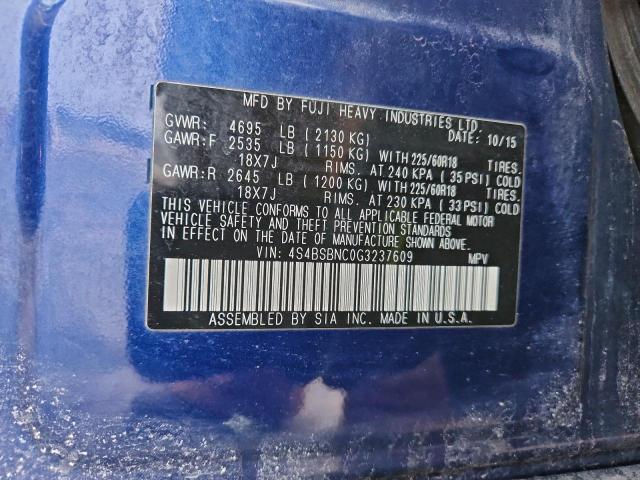 MFD BY FUJI HEAVY INDUSTRIES LTD.
GVWR: 4695 LB (2130 KG) DATE: 10/15
GAWR:F 2535 LB (1150 KG) WITH 225/60R18 TIRES.
18X7J RIMS. AT 240 KPA (35 PSI) COLD
GAWR:R 2645 LB (1200 KG) WITH 225/60R18 TIRES.
18X7J RIMS. AT 230 KPA (33 PSI) COLD
THIS VEHICLE CONFORMS TO ALL APPLICABLE FEDERAL MOTOR
VEHICLE SAFETY AND THEFT PREVENTION STANDARDS
IN EFFECT ON THE DATE OF MANUFACTURE SHOWN ABOVE.
VIN: 4S4BSBNC0G3237609 MPV
ASSEMBLED BY SIA INC. MADE IN U.S.A.